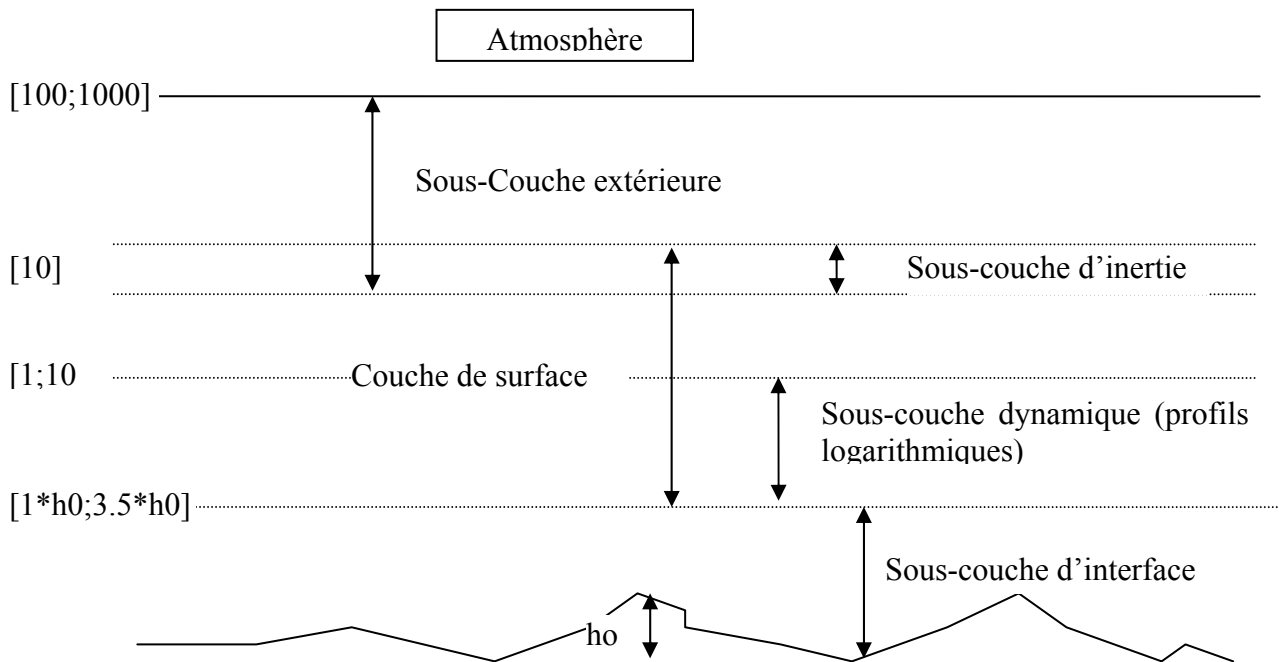 Atmosphère
[100;1000]
Sous-Couche extérieure
[10]
Sous-couche d'inertie
[1;10
Couche de surface
Sous-couche dynamique (profils
logarithmiques)
[1*h0;3.5*h0]
Sous-couche d'interface
ho